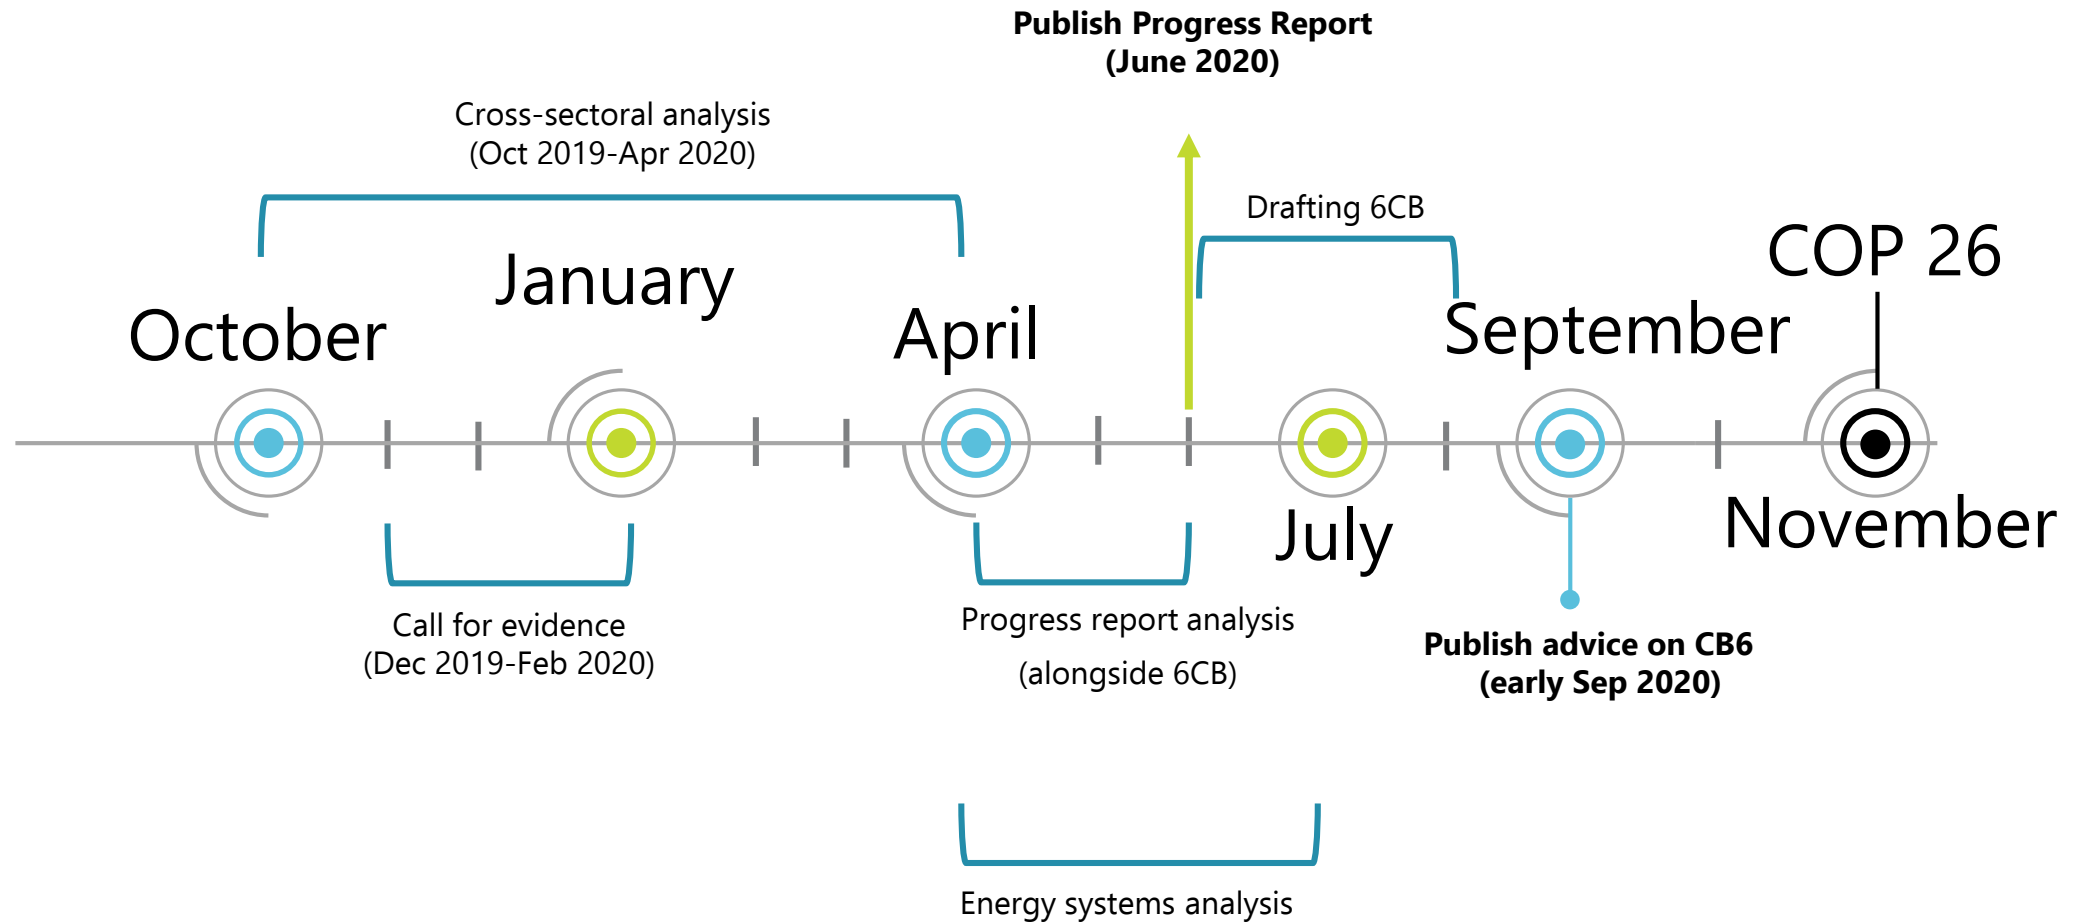 Publish Progress Report
(June 2020)
Cross-sectoral analysis
(Oct 2019-Apr 2020)
Drafting 6CB
COP 26
January
October
April
September
July
November
Call for evidence
(Dec 2019-Feb 2020)
Progress report analysis
(alongside 6CB)
Publish advice on CB6
(early Sep 2020)
Energy systems analysis